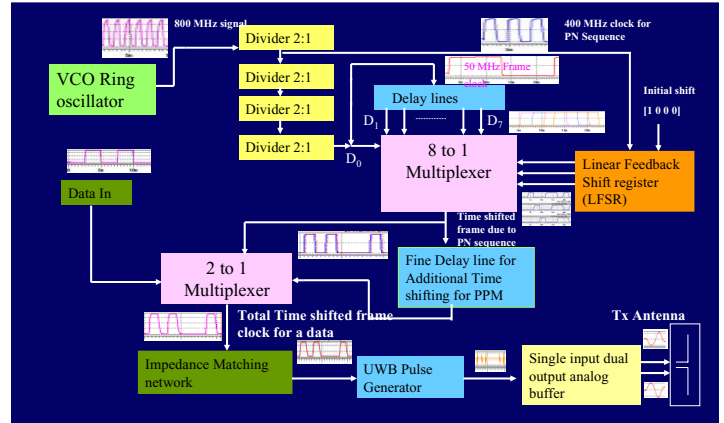 800 MHz signal
400 MHz clock for
PN Sequence
VCO Ring
oscillator
Divider 2:1
Divider 2:1
Divider 2:1
Divider 2:1
50 MHz Frame
clock
Delay lines
D1
..............
D7
D0
Initial shift
[1 0 0 0]
8 to 1
Multiplexer
Linear Feedback
Shift register
(LFSR)
Data In
Time shifted
frame due to
PN sequence
2 to 1
Multiplexer
Fine Delay line for
Additional Time
shifting for PPM
Total Time shifted frame
clock for a data
Tx Antenna
Impedance Matching
network
UWB Pulse
Generator
Single input dual
output analog
buffer